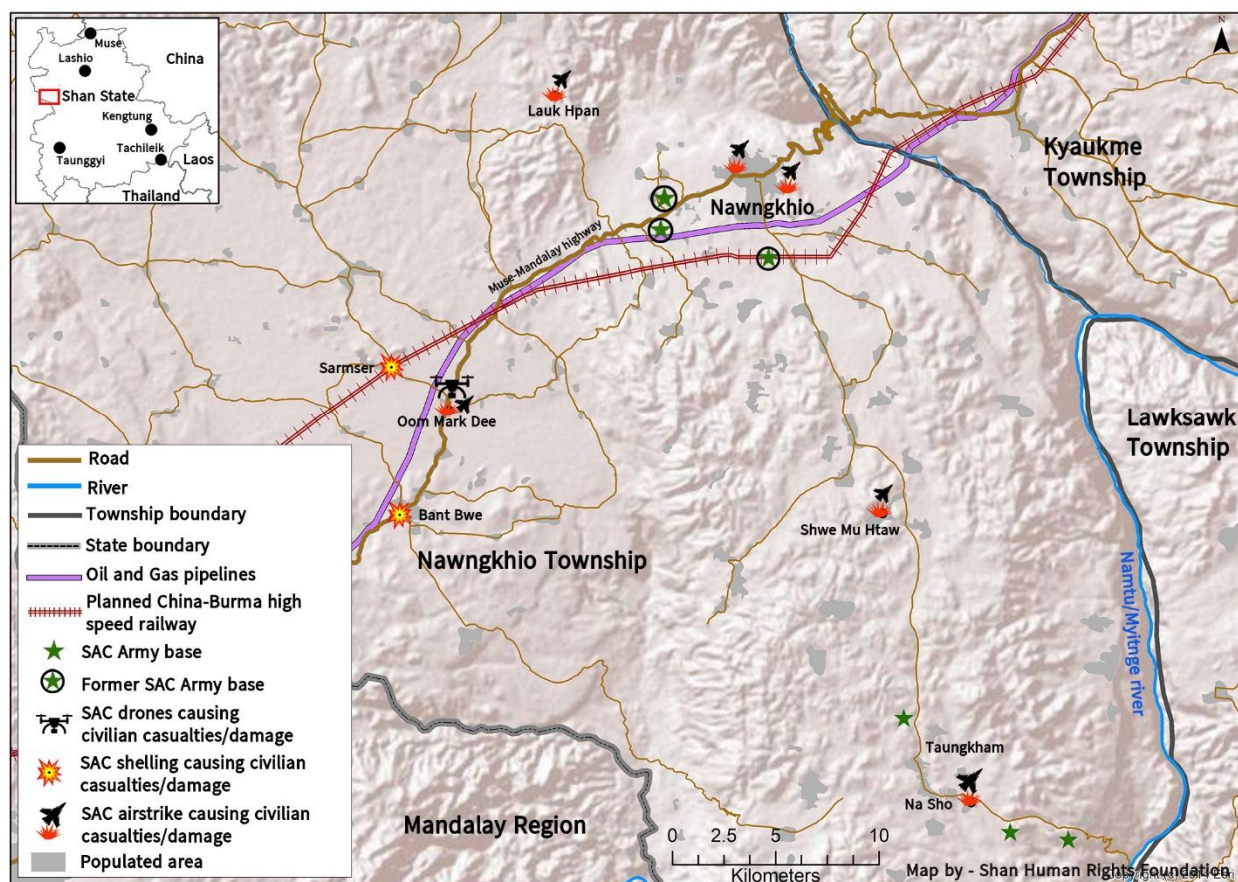 Muse
Lashio
China
Shan State
Kengtung
Tachileik
Taunggyi
Laos
Thailand
N
Lauk Hpan
Kyaukme
Township
Nawngkhio
Muse-Mandalay highway
Sarmser
Oom Mark Dee
Lawksawk
Township
Bant Bwe
Shwe Mu Htaw
Nawngkhio Township
Namtu/Myitnge river
Taungkham
Na Sho
Mandalay Region
Road
River
Township boundary
State boundary
Oil and Gas pipelines
Planned China-Burma high
speed railway
SAC Army base
Former SAC Army base
SAC drones causing
civilian casualties/damage
SAC shelling causing civilian
casualties/damage
SAC airstrike causing civilian
casualties/damage
Populated area
0 2.5 5 10
Kilometers
Map by - Shan Human Rights Foundation